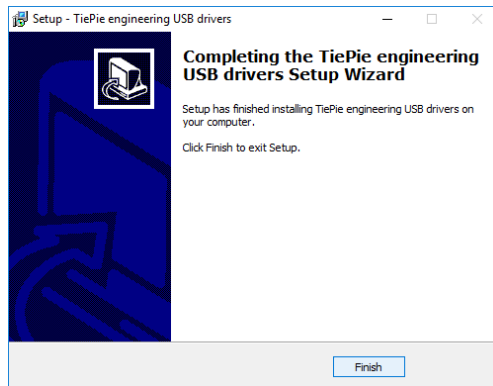 Setup - TiePie engineering USB drivers
Completing the TiePie engineering
USB drivers Setup Wizard
Setup has finished installing TiePie engineering USB drivers on
your computer.
Click Finish to exit Setup.
Finish